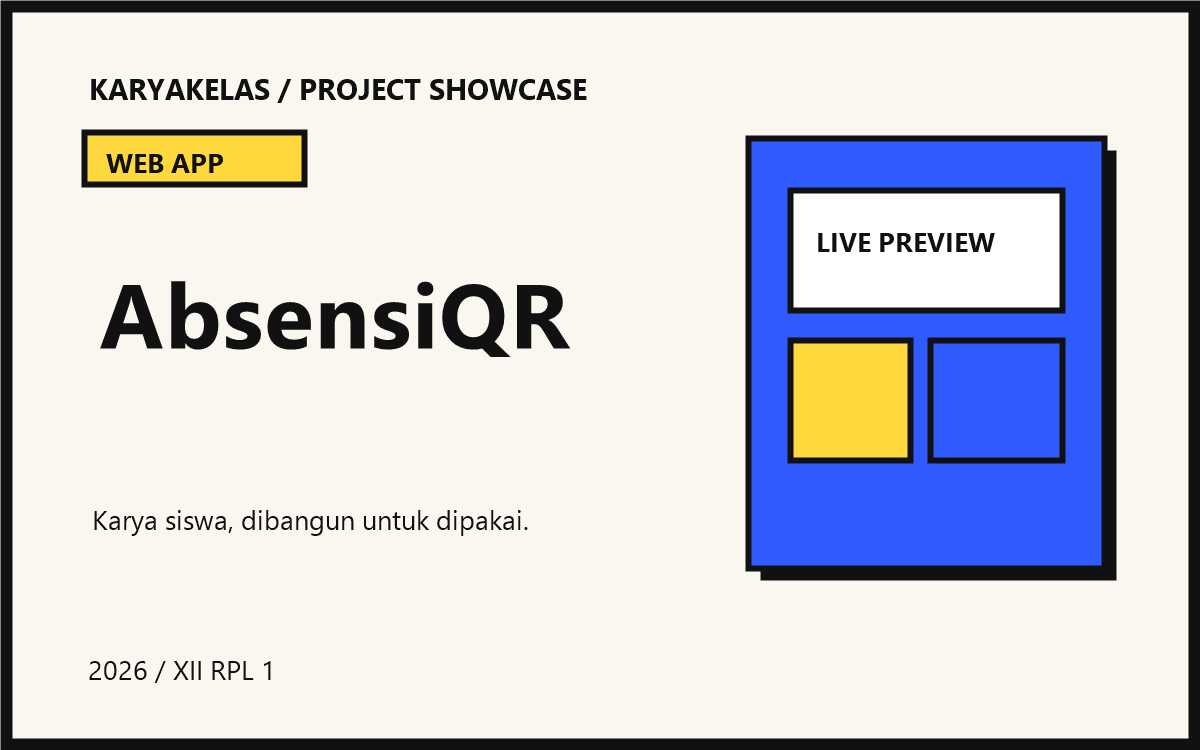 KARYAKELAS / PROJECT SHOWCASE
WEB APP
AbsensiQR
Karya siswa, dibangun untuk dipakai.
2026 / XII RPL 1
LIVE PREVIEW